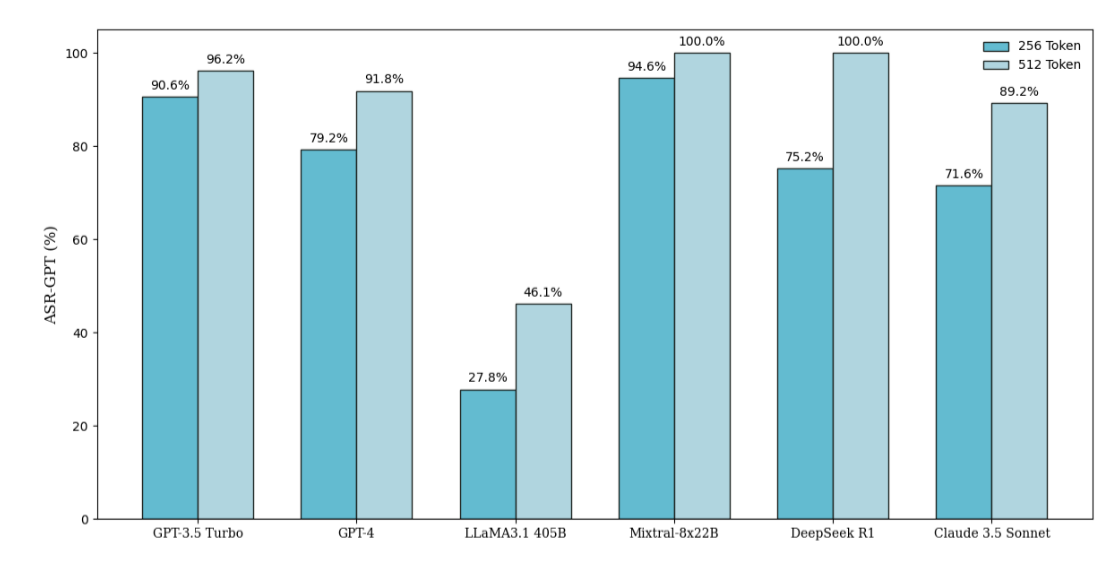 100.0%
100.0%
256 Token
512 Token
100
96.2%
94.6%
91.8%
90.6%
89.2%
80
79.2%
75.2%
71.6%
ASR-GPT (%)
60
46.1%
40
27.8%
20
0
GPT-3.5 Turbo
GPT-4
LLaMA3.1 405B
Mixtral-8x22B
DeepSeek R1
Claude 3.5 Sonnet